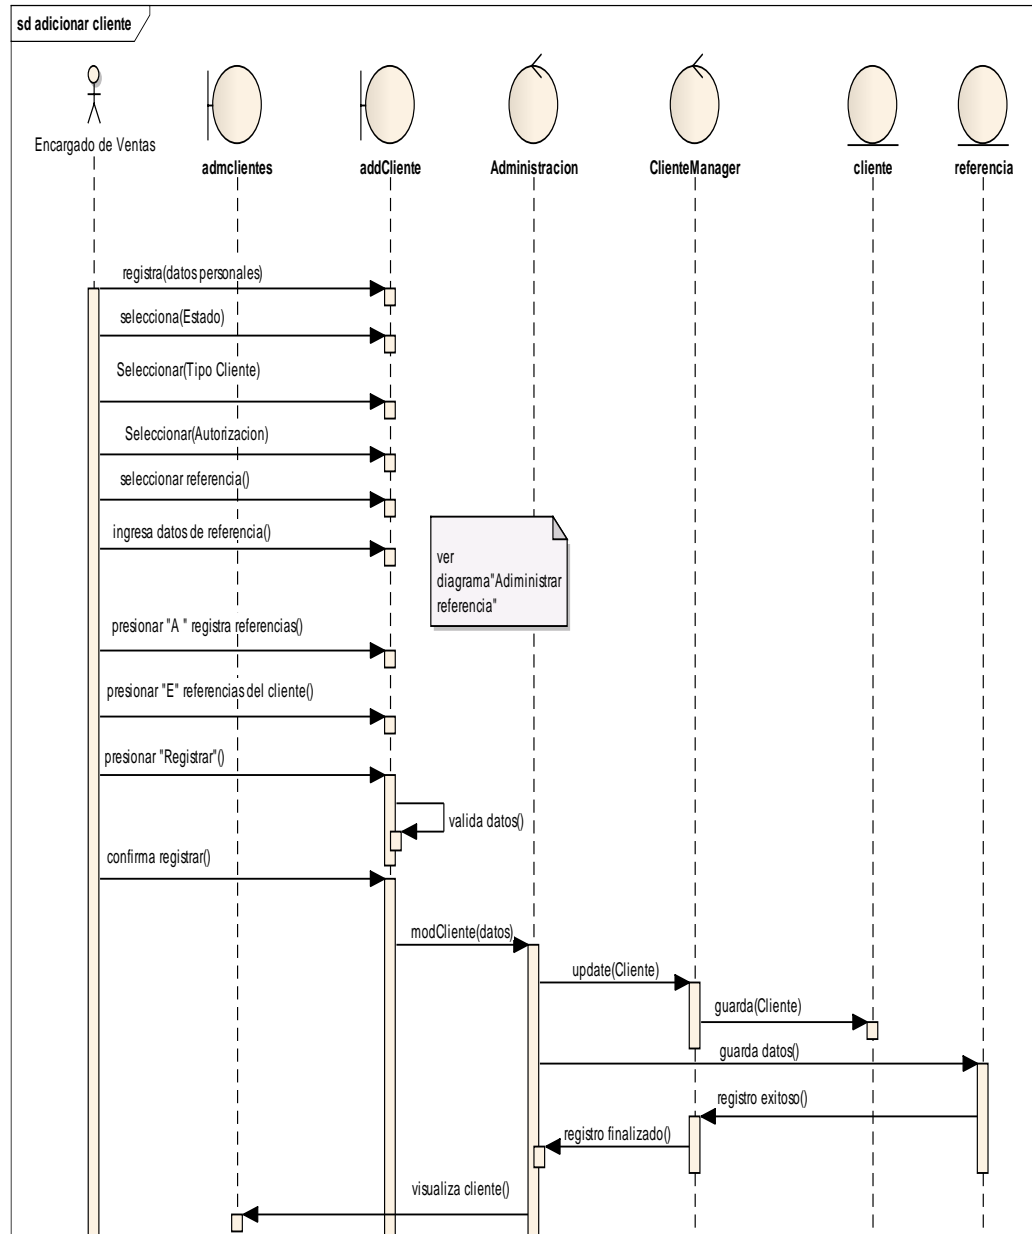 sd adicionar cliente
Encargado de Ventas
admclientes
addCliente
Administracion
ClienteManager
cliente
referencia
registra(datos personales)
selecciona(Estado)
Seleccionar(Tipo Cliente)
Seleccionar(Autorizacion)
seleccionar referencia()
ingresa datos de referencia()
ver
diagrama"Adiministrar
referencia"
presionar "A " registra referencias()
presionar "E" referencias del cliente()
presionar "Registrar"()
valida datos()
confirma registrar()
modCliente(datos)
update(Cliente)
guarda(Cliente)
guarda datos()
registro exitoso()
registro finalizado()
visualiza cliente()